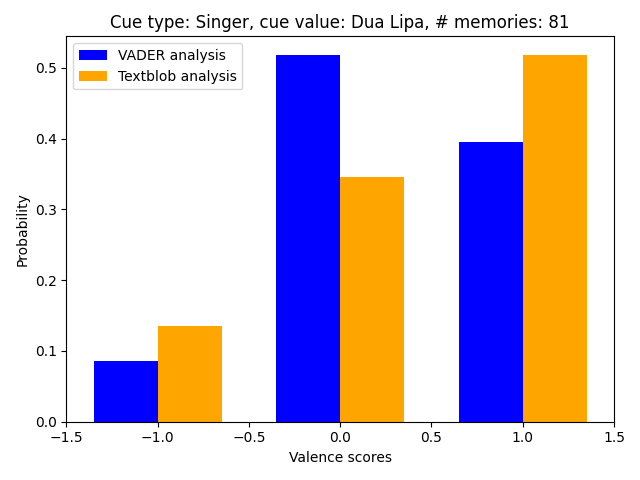 Cue type: Singer, cue value: Dua Lipa, # memories: 81
VADER analysis
Textblob analysis
Probability
0.5
0.4
0.3
0.2
0.1
0.0
−1.5 −1.0 −0.5 0.0 0.5 1.0 1.5
Valence scores